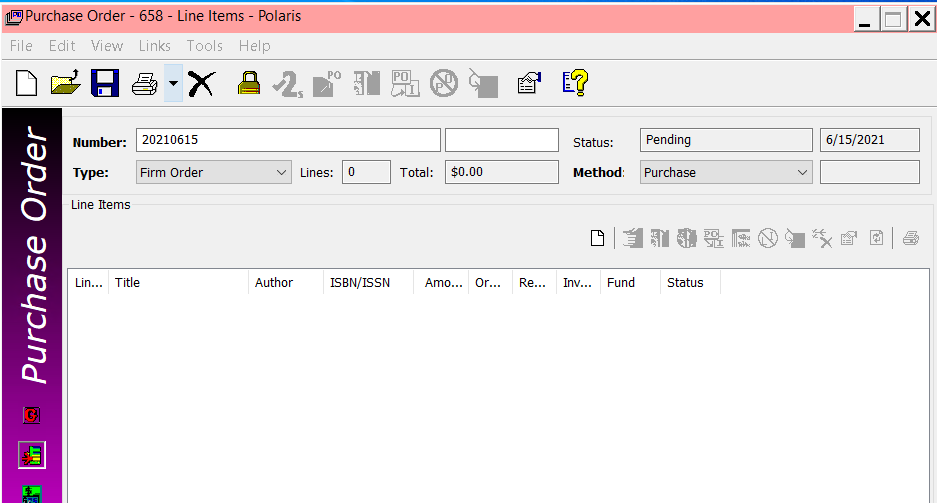 Purchase Order - 658 - Line Items - Polaris
File Edit View Links Tools Help
PO
PO
Purchase Order
Number: 20210615 Status: Pending 6/15/2021
Type: Firm Order Lines: 0 Total: $0.00 Method: Purchase
Line Items
Lin... Title Author ISBN/ISSN Amo... Or... Re... Inv... Fund Status